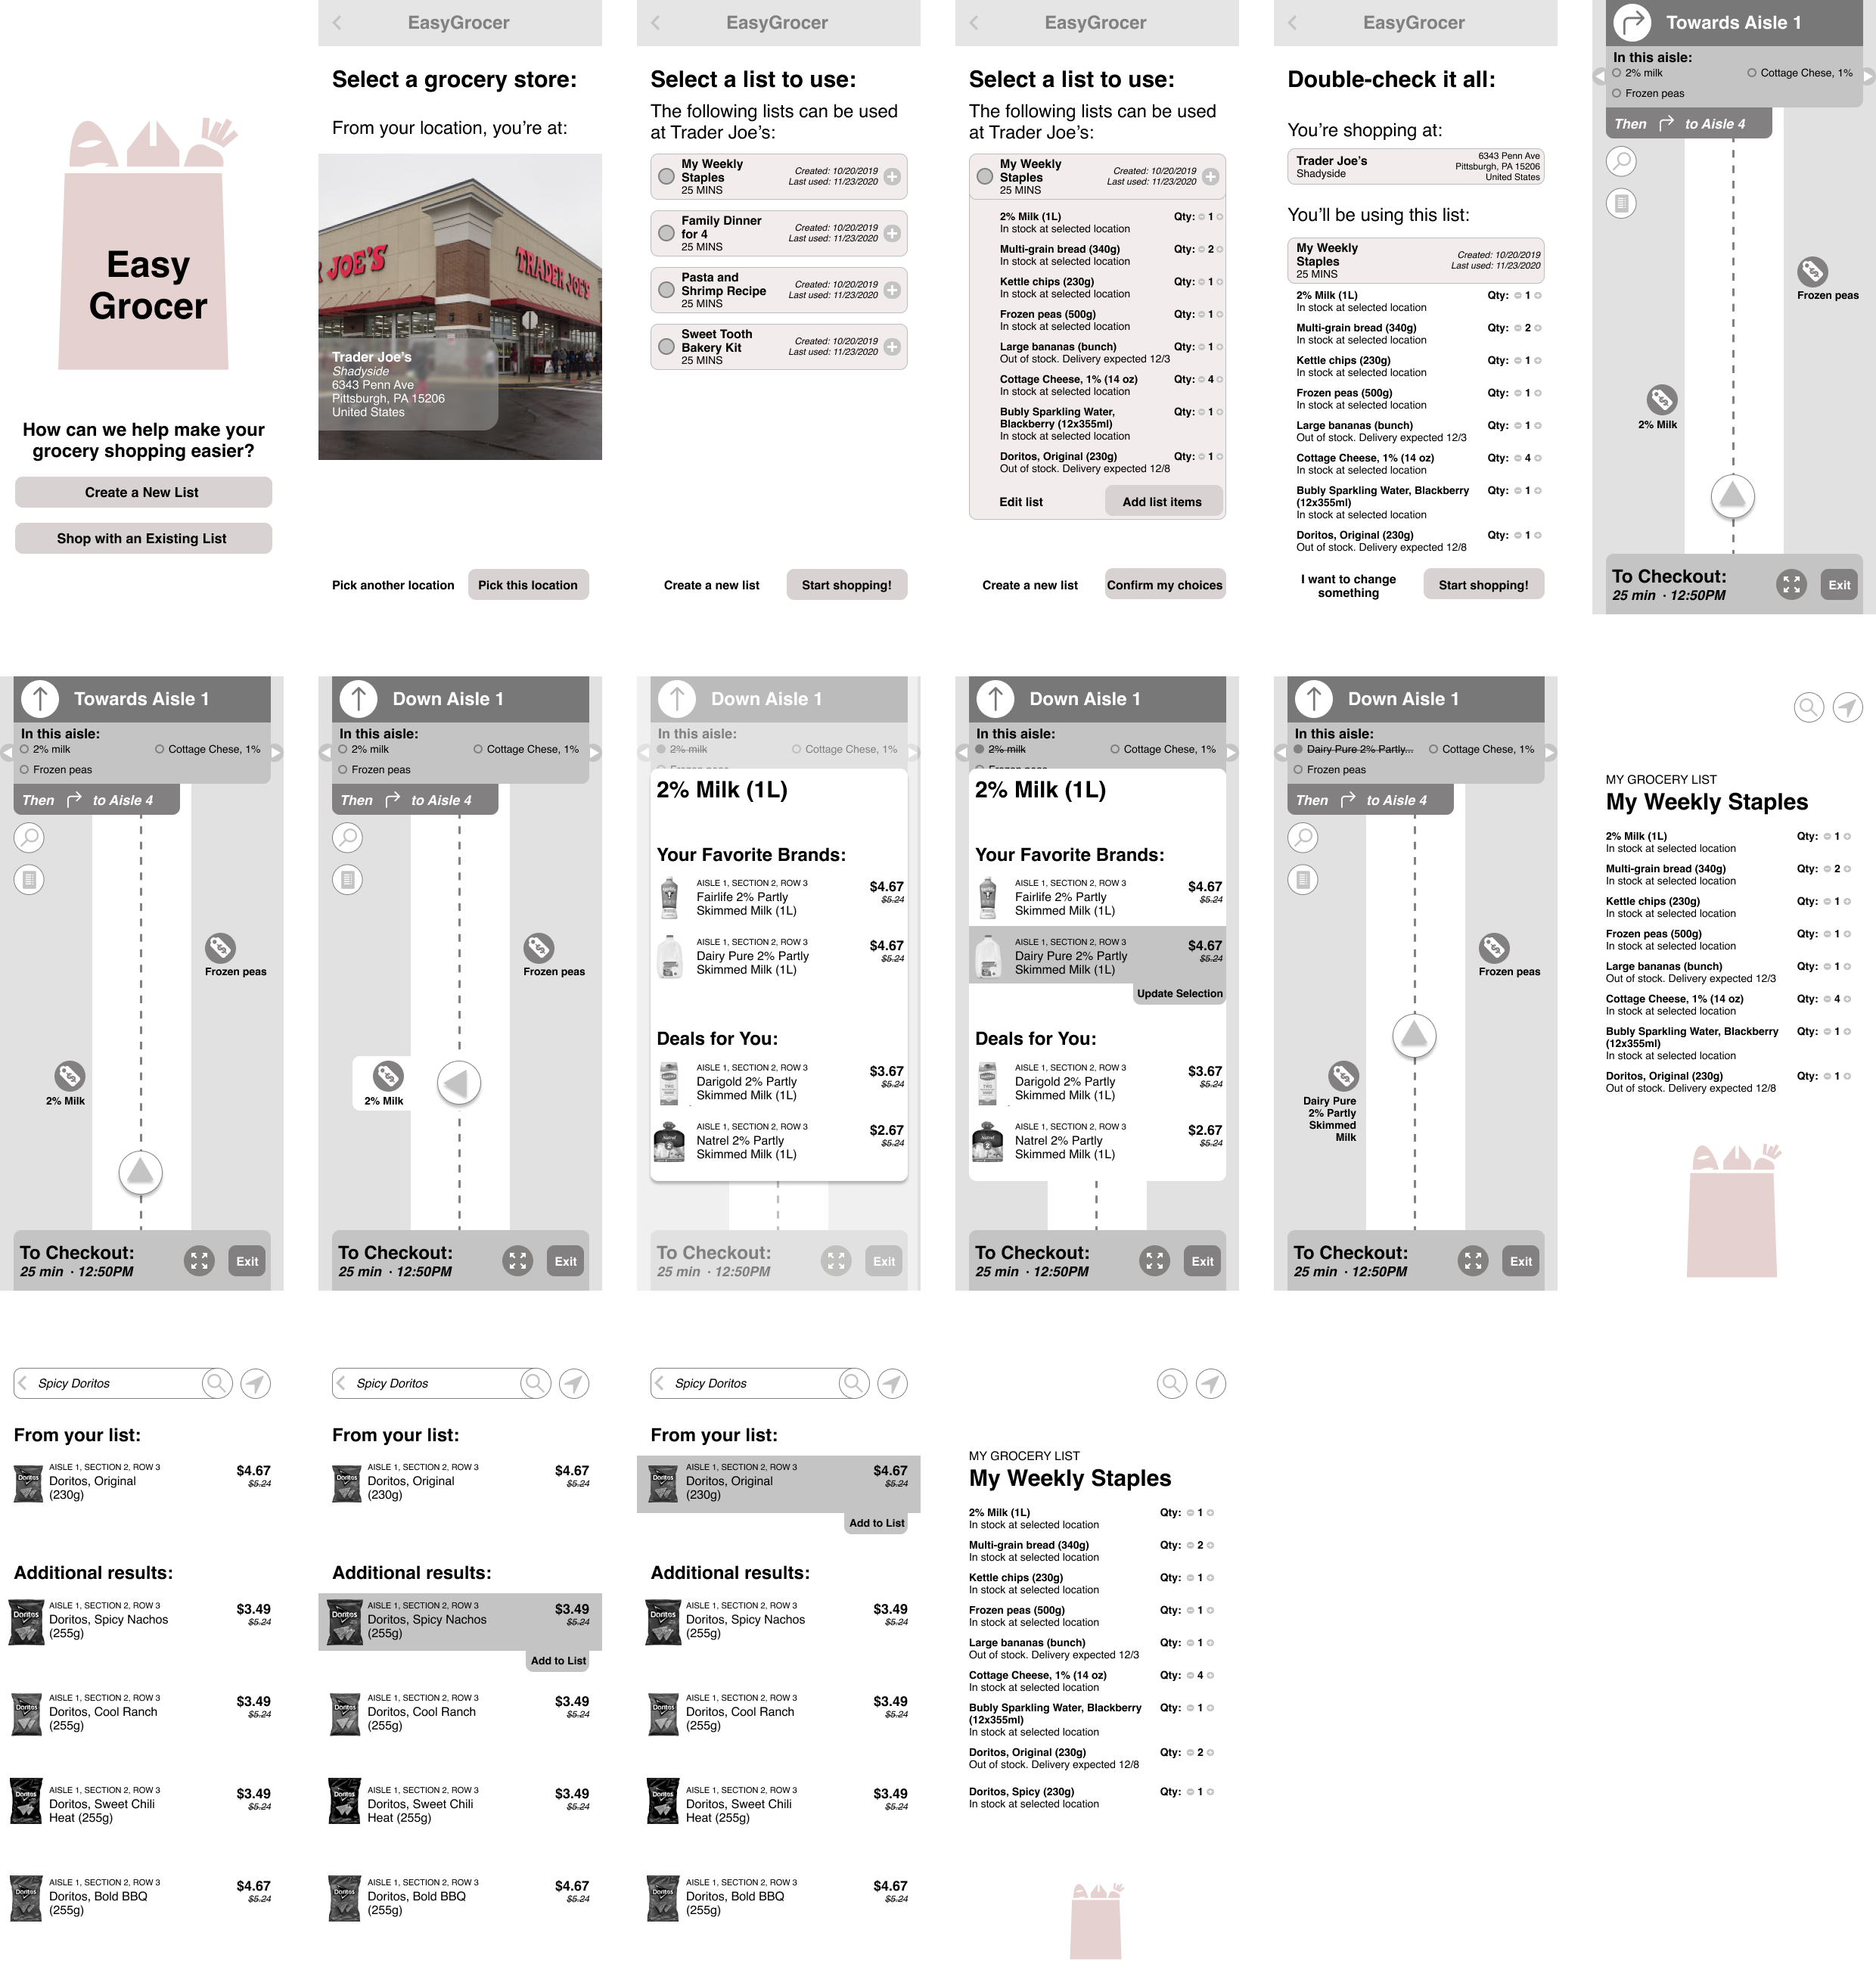 Easy
Grocer
How can we help make your
grocery shopping easier?
Create a New List
Shop with an Existing List
EasyGrocer
Select a grocery store:
From your location, you're at:
JOE'S
TRADER JOE'S
Trader Joe's
Shadyside
6343 Penn Ave
Pittsburgh, PA 15206
United States
Pick another location
Pick this location
EasyGrocer
Select a list to use:
The following lists can be used
at Trader Joe's:
My Weekly
Staples
25 MINS
Created: 10/20/2019
Last used: 11/23/2020
Family Dinner
for 4
25 MINS
Created: 10/20/2019
Last used: 11/23/2020
Pasta and
Shrimp Recipe
25 MINS
Created: 10/20/2019
Last used: 11/23/2020
Sweet Tooth
Bakery Kit
25 MINS
Created: 10/20/2019
Last used: 11/23/2020
Create a new list
Start shopping!
EasyGrocer
Select a list to use:
The following lists can be used
at Trader Joe's:
My Weekly
Staples
25 MINS
Created: 10/20/2019
Last used: 11/23/2020
2% Milk (1L) Qty: 1
In stock at selected location
Multi-grain bread (340g) Qty: 2
In stock at selected location
Kettle chips (230g) Qty: 1
In stock at selected location
Frozen peas (500g) Qty: 1
In stock at selected location
Large bananas (bunch) Qty: 1
Out of stock. Delivery expected 12/3
Cottage Cheese, 1% (14 oz) Qty: 4
In stock at selected location
Bubly Sparkling Water, Qty: 1
Blackberry (12x355ml)
In stock at selected location
Doritos, Original (230g) Qty: 1
Out of stock. Delivery expected 12/8
Edit list
Add list items
Create a new list
Confirm my choices
EasyGrocer
Double-check it all:
You're shopping at:
Trader Joe's
Shadyside
6343 Penn Ave
Pittsburgh, PA 15206
United States
You'll be using this list:
My Weekly
Staples
25 MINS
Created: 10/20/2019
Last used: 11/23/2020
2% Milk (1L) Qty: 1
In stock at selected location
Multi-grain bread (340g) Qty: 2
In stock at selected location
Kettle chips (230g) Qty: 1
In stock at selected location
Frozen peas (500g) Qty: 1
In stock at selected location
Large bananas (bunch) Qty: 1
Out of stock. Delivery expected 12/3
Cottage Cheese, 1% (14 oz) Qty: 4
In stock at selected location
Bubly Sparkling Water, Blackberry Qty: 1
(12x355ml)
In stock at selected location
Doritos, Original (230g) Qty: 1
Out of stock. Delivery expected 12/8
I want to change
something
Start shopping!
Towards Aisle 1
In this aisle:
2% milk Cottage Chese, 1%
Frozen peas
Then to Aisle 4
Frozen peas
2% Milk
To Checkout:
25 min · 12:50PM
Exit
Towards Aisle 1
In this aisle:
2% milk Cottage Chese, 1%
Frozen peas
Then to Aisle 4
Frozen peas
2% Milk
To Checkout:
25 min · 12:50PM
Exit
Down Aisle 1
In this aisle:
2% milk Cottage Chese, 1%
Frozen peas
Then to Aisle 4
Frozen peas
2% Milk
To Checkout:
25 min · 12:50PM
Exit
Down Aisle 1
In this aisle:
2% milk Cottage Chese, 1%
Frozen peas
2% Milk (1L)
Your Favorite Brands:
AISLE 1, SECTION 2, ROW 3
Fairlife 2% Partly
Skimmed Milk (1L)
$4.67
$5.24
AISLE 1, SECTION 2, ROW 3
Dairy Pure 2% Partly
Skimmed Milk (1L)
$4.67
$5.24
Deals for You:
AISLE 1, SECTION 2, ROW 3
Darigold 2% Partly
Skimmed Milk (1L)
$3.67
$5.24
AISLE 1, SECTION 2, ROW 3
Natrel 2% Partly
Skimmed Milk (1L)
$2.67
$5.24
Natrel
To Checkout:
25 min · 12:50PM
Exit
Down Aisle 1
In this aisle:
2% milk Cottage Chese, 1%
Frozen peas
2% Milk (1L)
Your Favorite Brands:
AISLE 1, SECTION 2, ROW 3
Fairlife 2% Partly
Skimmed Milk (1L)
$4.67
$5.24
AISLE 1, SECTION 2, ROW 3
Dairy Pure 2% Partly
Skimmed Milk (1L)
$4.67
$5.24
Update Selection
Deals for You:
AISLE 1, SECTION 2, ROW 3
Darigold 2% Partly
Skimmed Milk (1L)
$3.67
$5.24
AISLE 1, SECTION 2, ROW 3
Natrel 2% Partly
Skimmed Milk (1L)
$2.67
$5.24
Natrel
To Checkout:
25 min · 12:50PM
Exit
Down Aisle 1
In this aisle:
Dairy Pure 2% Partly... Cottage Chese, 1%
Frozen peas
Then to Aisle 4
Frozen peas
Dairy Pure
2% Partly
Skimmed
Milk
To Checkout:
25 min · 12:50PM
Exit
MY GROCERY LIST
My Weekly Staples
2% Milk (1L) Qty: 1
In stock at selected location
Multi-grain bread (340g) Qty: 2
In stock at selected location
Kettle chips (230g) Qty: 1
In stock at selected location
Frozen peas (500g) Qty: 1
In stock at selected location
Large bananas (bunch) Qty: 1
Out of stock. Delivery expected 12/3
Cottage Cheese, 1% (14 oz) Qty: 4
In stock at selected location
Bubly Sparkling Water, Blackberry Qty: 1
(12x355ml)
In stock at selected location
Doritos, Original (230g) Qty: 1
Out of stock. Delivery expected 12/8
Spicy Doritos
From your list:
Doritos
AISLE 1, SECTION 2, ROW 3
Doritos, Original
(230g)
$4.67
$5.24
Additional results:
Doritos
AISLE 1, SECTION 2, ROW 3
Doritos, Spicy Nachos
(255g)
$3.49
$5.24
Doritos
AISLE 1, SECTION 2, ROW 3
Doritos, Cool Ranch
(255g)
$3.49
$5.24
Doritos
AISLE 1, SECTION 2, ROW 3
Doritos, Sweet Chili
Heat (255g)
$3.49
$5.24
Doritos
AISLE 1, SECTION 2, ROW 3
Doritos, Bold BBQ
(255g)
$4.67
$5.24
Spicy Doritos
From your list:
Doritos
AISLE 1, SECTION 2, ROW 3
Doritos, Original
(230g)
$4.67
$5.24
Additional results:
Doritos
AISLE 1, SECTION 2, ROW 3
Doritos, Spicy Nachos
(255g)
$3.49
$5.24
Add to List
Doritos
AISLE 1, SECTION 2, ROW 3
Doritos, Cool Ranch
(255g)
$3.49
$5.24
Doritos
AISLE 1, SECTION 2, ROW 3
Doritos, Sweet Chili
Heat (255g)
$3.49
$5.24
Doritos
AISLE 1, SECTION 2, ROW 3
Doritos, Bold BBQ
(255g)
$4.67
$5.24
Spicy Doritos
From your list:
Doritos
AISLE 1, SECTION 2, ROW 3
Doritos, Original
(230g)
$4.67
$5.24
Add to List
Additional results:
Doritos
AISLE 1, SECTION 2, ROW 3
Doritos, Spicy Nachos
(255g)
$3.49
$5.24
Doritos
AISLE 1, SECTION 2, ROW 3
Doritos, Cool Ranch
(255g)
$3.49
$5.24
Doritos
AISLE 1, SECTION 2, ROW 3
Doritos, Sweet Chili
Heat (255g)
$3.49
$5.24
Doritos
AISLE 1, SECTION 2, ROW 3
Doritos, Bold BBQ
(255g)
$4.67
$5.24
MY GROCERY LIST
My Weekly Staples
2% Milk (1L) Qty: 1
In stock at selected location
Multi-grain bread (340g) Qty: 2
In stock at selected location
Kettle chips (230g) Qty: 1
In stock at selected location
Frozen peas (500g) Qty: 1
In stock at selected location
Large bananas (bunch) Qty: 1
Out of stock. Delivery expected 12/3
Cottage Cheese, 1% (14 oz) Qty: 4
In stock at selected location
Bubly Sparkling Water, Blackberry Qty: 1
(12x355ml)
In stock at selected location
Doritos, Original (230g) Qty: 2
Out of stock. Delivery expected 12/8
Doritos, Spicy (230g) Qty: 1
In stock at selected location